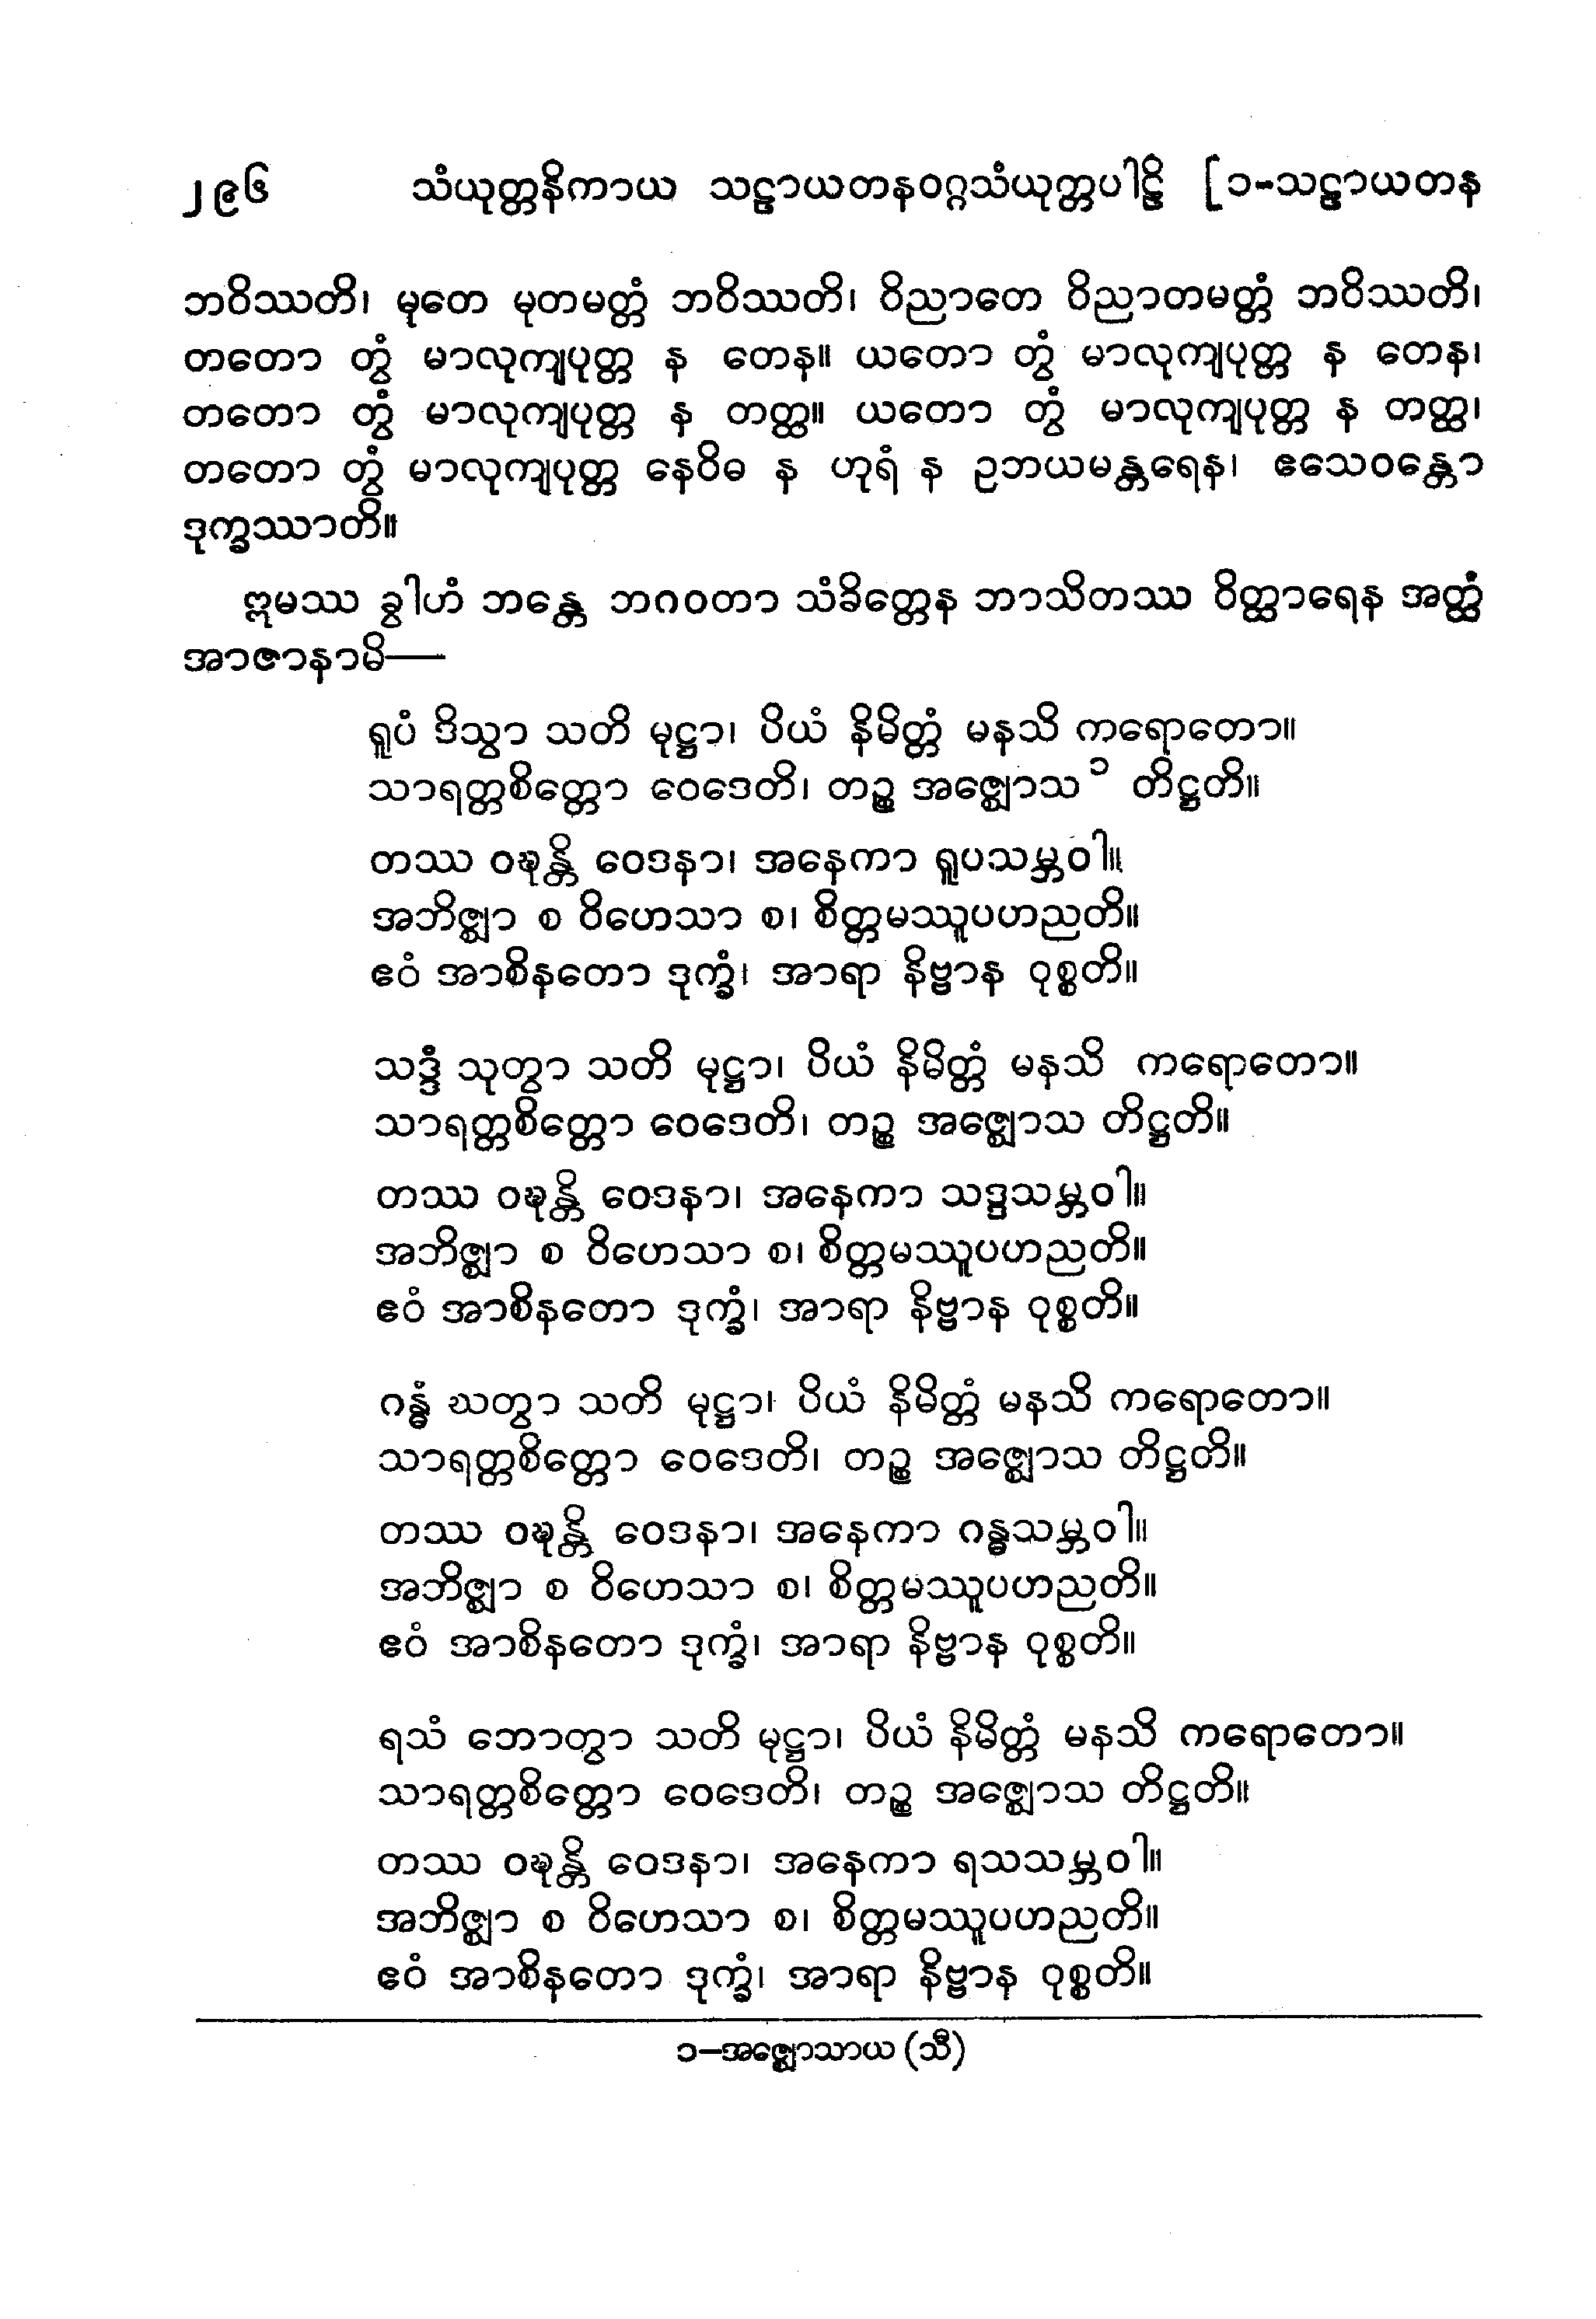 ၂၉၆ သံယုတ္တနိကာယ သဠာယတနဝဂ္ဂသံယုတ္တပါဠိ [၁-သဠာယတန
ဘဝိဿတိ၊ မုတေ မုတမတ္တံ ဘဝိဿတိ၊ ဝိညာတေ ဝိညာတမတ္တံ ဘဝိဿတိ၊
တတော တွံ မာလုကျပုတ္တ န တေန။ ယတော တွံ မာလုကျပုတ္တ န တေန၊
တတော တွံ မာလုကျပုတ္တ န တတ္ထ။ ယတော တွံ မာလုကျပုတ္တ န တတ္ထ၊
တတော တွံ မာလုကျပုတ္တ နေဝိဓ န ဟုရံ န ဥဘယမန္တရေန၊ ဧသေဝန္တော
ဒုက္ခဿာတိ။
ဣမဿ ခွါဟံ ဘန္တေ ဘဂဝတာ သံခိတ္တေန ဘာသိတဿ ဝိတ္ထာရေန အတ္ထံ
အာဇာနာမိ—
ရူပံ ဒိသွာ သတိ မုဋ္ဌာ၊ ပိယံ နိမိတ္တံ မနသိ ကရောတော။
သာရတ္တစိတ္တော ဝေဒေတိ၊ တဉ္စ အဇ္ဈောသ ၁ တိဋ္ဌတိ။
တဿ ဝဍ္ဎန္တိ ဝေဒနာ၊ အနေကာ ရူပသမ္ဘဝါ။
အဘိဇ္ဈာ စ ဝိဟေသာ စ၊ စိတ္တမဿူပဟညတိ။
ဧဝံ အာစိနတော ဒုက္ခံ၊ အာရာ နိဗ္ဗာန ဝုစ္စတိ။
သဒ္ဒံ သုတွာ သတိ မုဋ္ဌာ၊ ပိယံ နိမိတ္တံ မနသိ ကရောတော။
သာရတ္တစိတ္တော ဝေဒေတိ၊ တဉ္စ အဇ္ဈောသ တိဋ္ဌတိ။
တဿ ဝဍ္ဎန္တိ ဝေဒနာ၊ အနေကာ သဒ္ဒသမ္ဘဝါ။
အဘိဇ္ဈာ စ ဝိဟေသာ စ၊ စိတ္တမဿူပဟညတိ။
ဧဝံ အာစိနတော ဒုက္ခံ၊ အာရာ နိဗ္ဗာန ဝုစ္စတိ။
ဂန္ဓံ ဃတွာ သတိ မုဋ္ဌာ၊ ပိယံ နိမိတ္တံ မနသိ ကရောတော။
သာရတ္တစိတ္တော ဝေဒေတိ၊ တဉ္စ အဇ္ဈောသ တိဋ္ဌတိ။
တဿ ဝဍ္ဎန္တိ ဝေဒနာ၊ အနေကာ ဂန္ဓသမ္ဘဝါ။
အဘိဇ္ဈာ စ ဝိဟေသာ စ၊ စိတ္တမဿူပဟညတိ။
ဧဝံ အာစိနတော ဒုက္ခံ၊ အာရာ နိဗ္ဗာန ဝုစ္စတိ။
ရသံ ဘောတွာ သတိ မုဋ္ဌာ၊ ပိယံ နိမိတ္တံ မနသိ ကရောတော။
သာရတ္တစိတ္တော ဝေဒေတိ၊ တဉ္စ အဇ္ဈောသ တိဋ္ဌတိ။
တဿ ဝဍ္ဎန္တိ ဝေဒနာ၊ အနေကာ ရသသမ္ဘဝါ။
အဘိဇ္ဈာ စ ဝိဟေသာ စ၊ စိတ္တမဿူပဟညတိ။
ဧဝံ အာစိနတော ဒုက္ခံ၊ အာရာ နိဗ္ဗာန ဝုစ္စတိ။
၁—အဇ္ဈောသာယ (သီ)